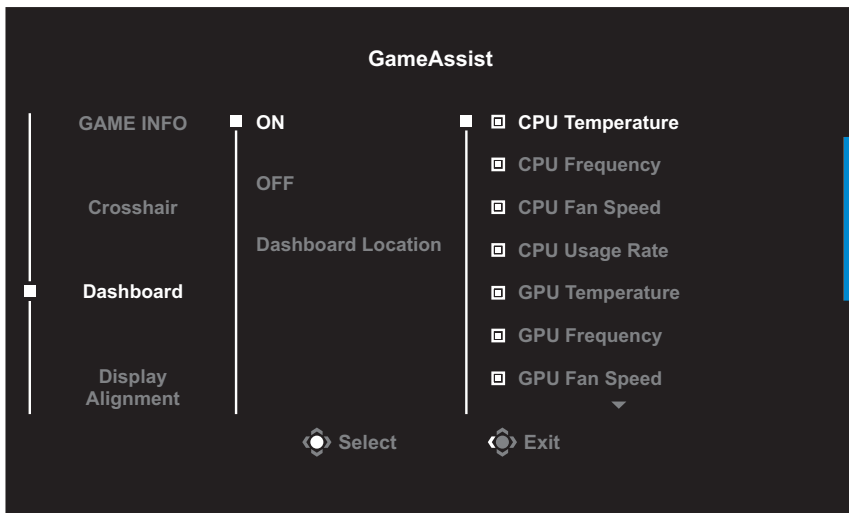 GameAssist
GAME INFO
Crosshair
Dashboard
Display
Alignment
ON
OFF
Dashboard Location
CPU Temperature
CPU Frequency
CPU Fan Speed
CPU Usage Rate
GPU Temperature
GPU Frequency
GPU Fan Speed
Select
Exit